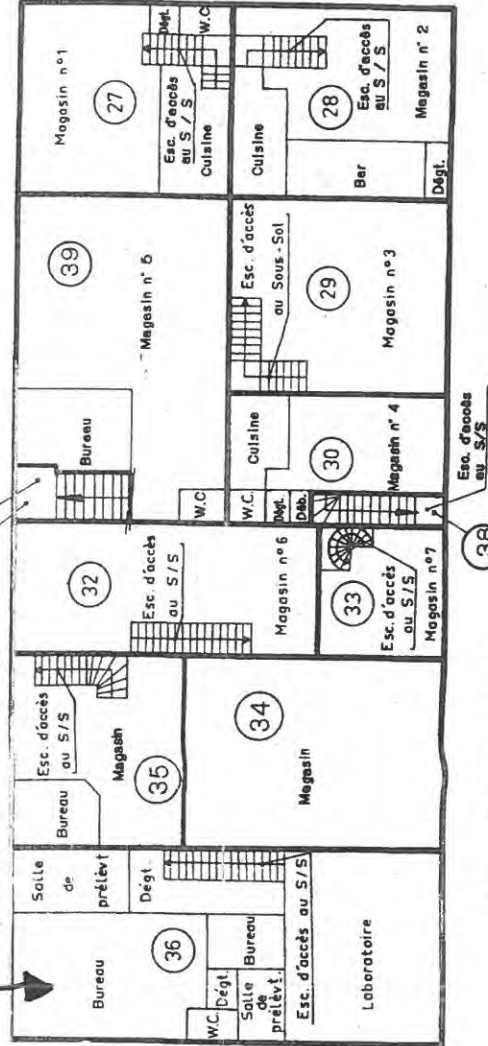 Magasin n°1
27
Dégt.
W.C
Esc. d'accès
au S/S
Cuisine
28
Esc. d'accès
au S/S
Magasin n° 2
Cuisine
Bar
Dégt.
39
Magasin n° 5
Bureau
W.C
Esc. d'accès
au Sous-Sol
29
Magasin n°3
Cuisine
30
Magasin n° 4
W.C.
Dégt.
Déb.
Esc. d'accès
au S/S
38
32
Esc. d'accès
au S/S
Magasin n°6
33
Esc. d'accès
au S/S
Magasin n°7
Esc. d'accès
au S/S
Bureau
Magasin
35
34
Magasin
Salle
de
prélèvt
Dégt.
Bureau
36
W.C.
Dégt.
Bureau
Salle
de
prélèvt.
Esc. d'accès au S/S
Laboratoire